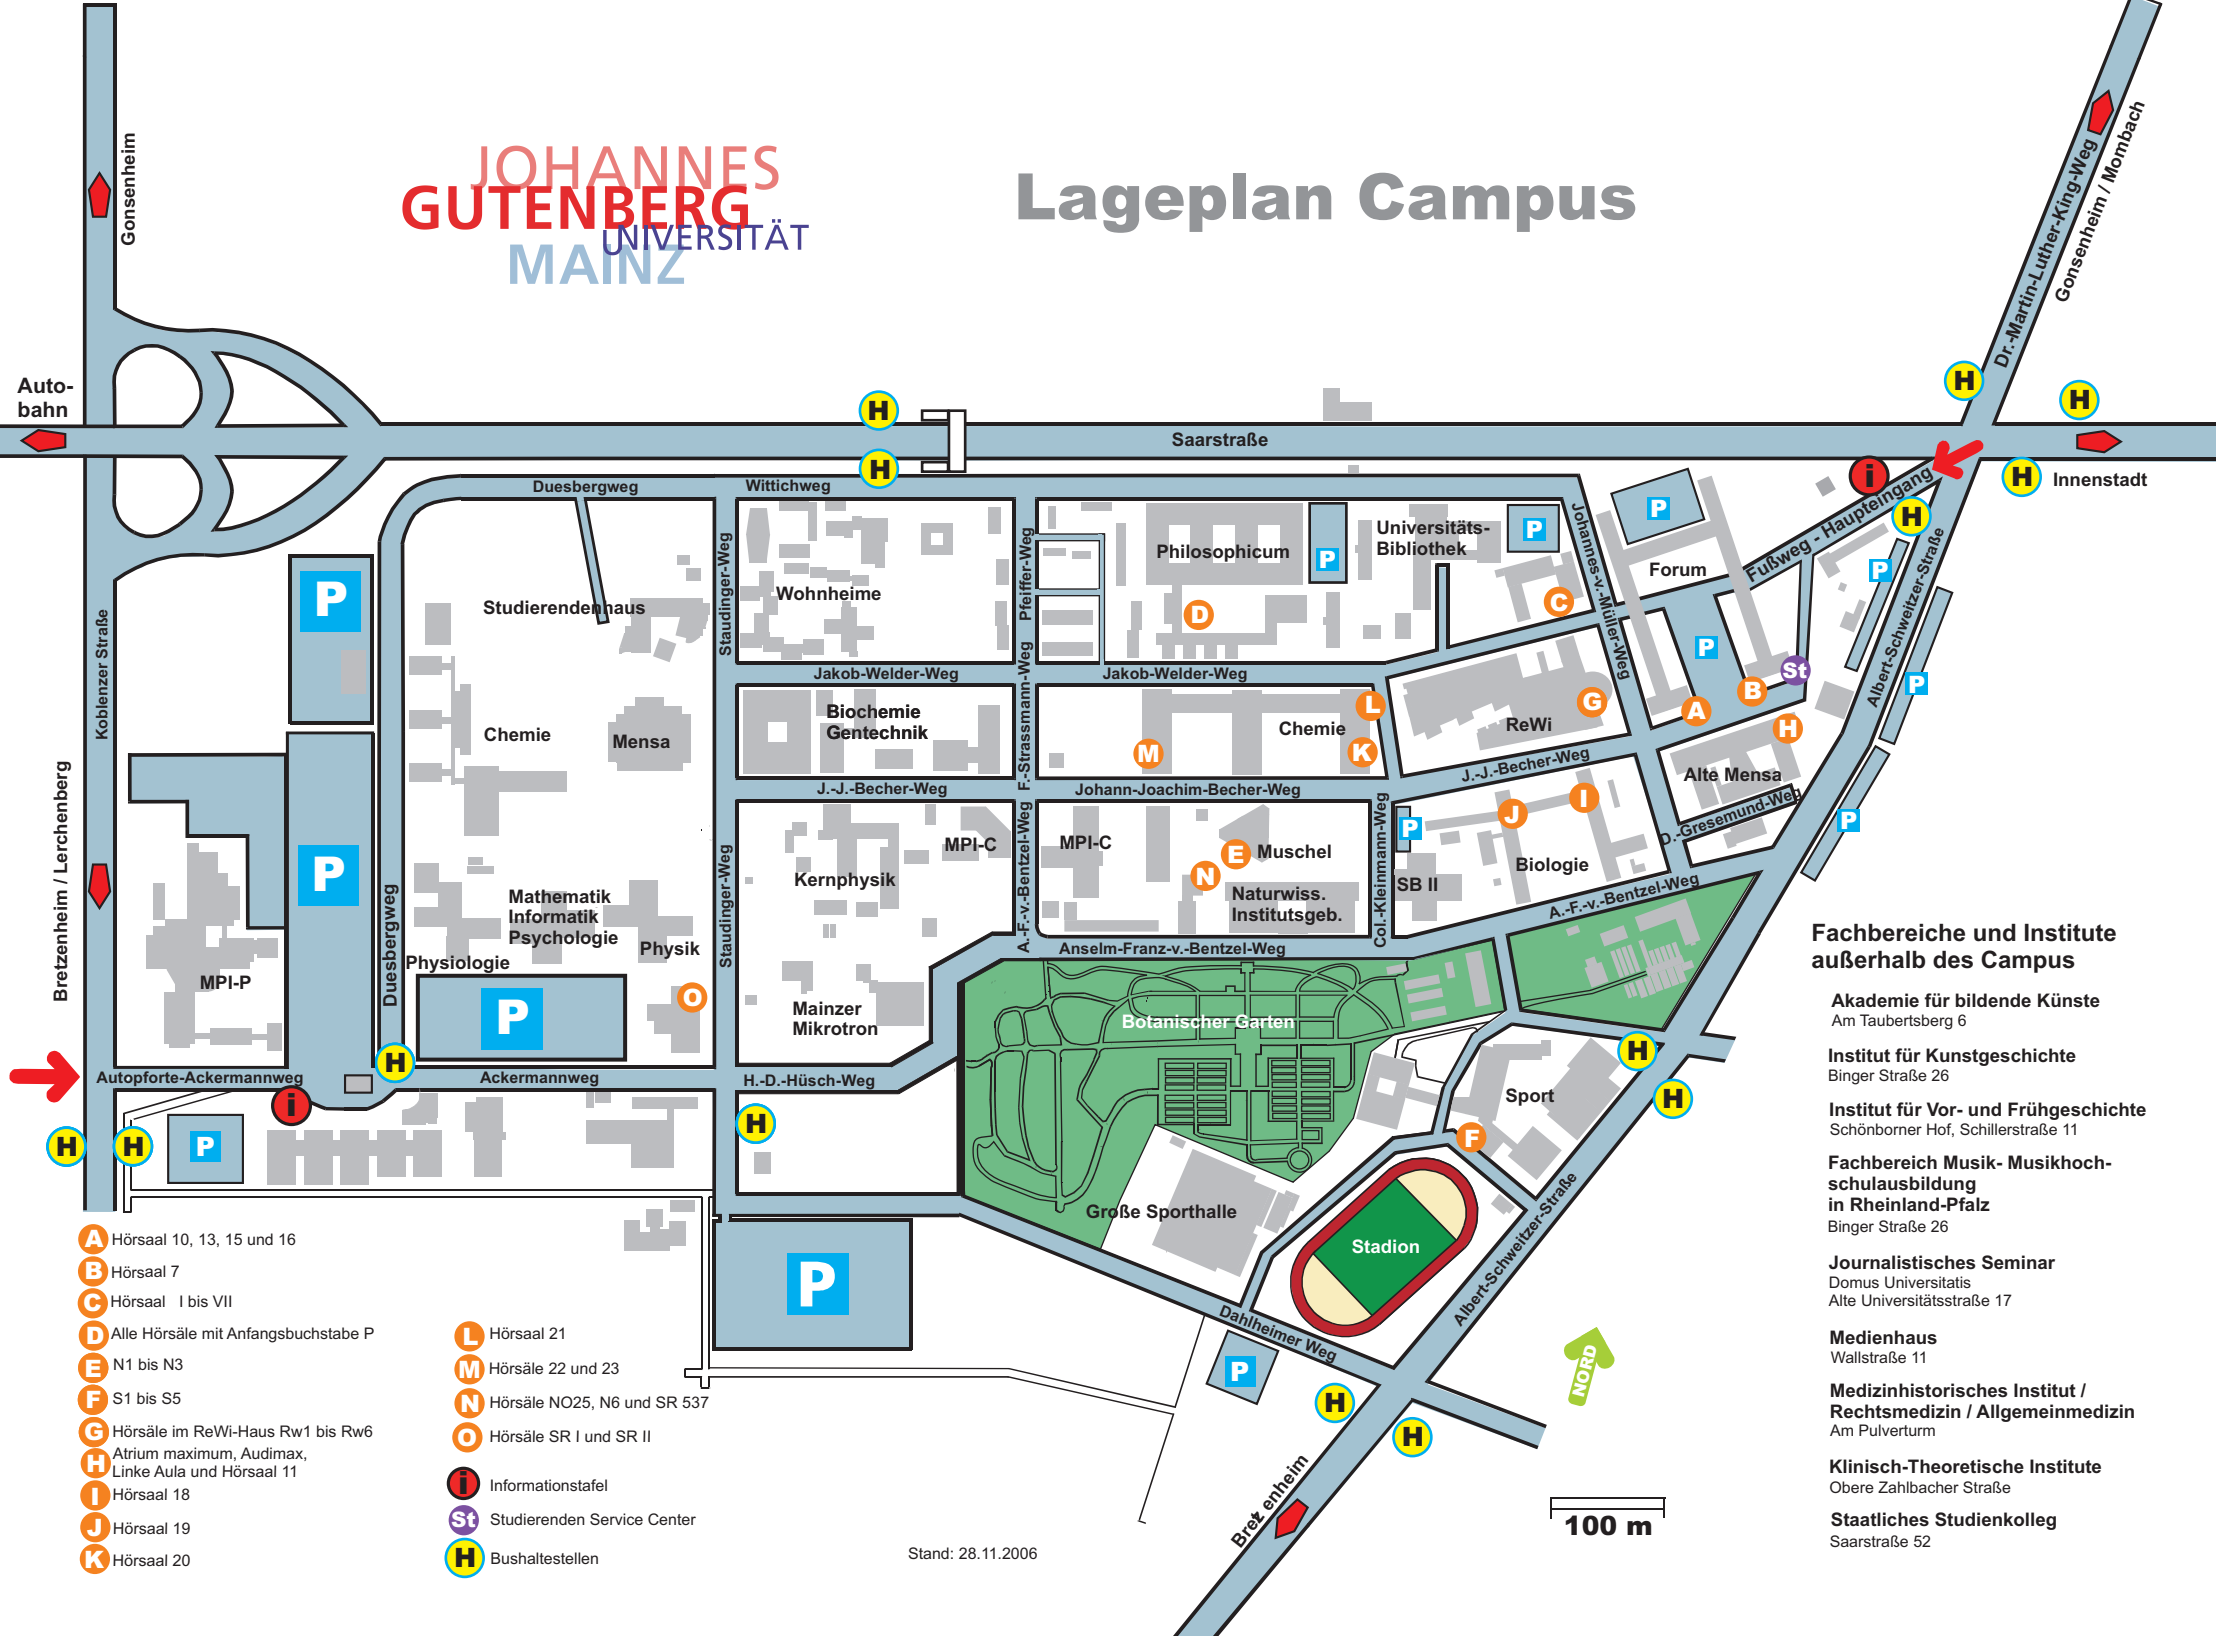 JOHANNES
GUTENBERG
UNIVERSITÄT
MAINZ
Lageplan Campus
Gonsenheim
Dr.-Martin-Luther-King-Weg
Gonsenheim / Mombach
Auto-
bahn
H
H
H
H
Saarstraße
H
H
Innenstadt
i
Fußweg - Haupteingang
H
Duesbergweg
Wittichweg
Koblenzer Straße
Bretzenheim / Lerchenberg
P
P
Duesbergweg
Studierendenhaus
Chemie
Mensa
Staudinger-Weg
Wohnheime
Pfeiffer-Weg
Philosophicum
D
P
Universitäts-
Bibliothek
P
C
Johannes-v.-Müller-Weg
P
Forum
P
P
P
P
Albert-Schweitzer-Straße
St
A
B
H
Jakob-Welder-Weg
Jakob-Welder-Weg
Biochemie
Gentechnik
F.-Strassmann-Weg
M
Chemie
L
K
ReWi
G
Alte Mensa
D.-Gresemund-Weg
J.-J.-Becher-Weg
Johann-Joachim-Becher-Weg
J.-J.-Becher-Weg
Staudinger-Weg
Kernphysik
MPI-C
A.-F.-v.-Bentzel-Weg
MPI-C
E
Muschel
N
Naturwiss.
Institutsgeb.
Col.-Kleinmann-Weg
P
SB II
J
I
Biologie
A.-F.-v.-Bentzel-Weg
Mathematik
Informatik
Psychologie
Physik
Physiologie
MPI-P
P
O
Mainzer
Mikrotron
Anselm-Franz-v.-Bentzel-Weg
Botanischer Garten
H
Autopforte-Ackermannweg
Ackermannweg
H.-D.-Hüsch-Weg
i
H
H
P
H
Sport
F
H
H
Große Sporthalle
Stadion
Albert-Schweitzer-Straße
P
Dahlheimer Weg
P
H
H
Bretzenheim
NORD
100 m
A Hörsaal 10, 13, 15 und 16
B Hörsaal 7
C Hörsaal I bis VII
D Alle Hörsäle mit Anfangsbuchstabe P
E N1 bis N3
F S1 bis S5
G Hörsäle im ReWi-Haus Rw1 bis Rw6
H Atrium maximum, Audimax,
Linke Aula und Hörsaal 11
I Hörsaal 18
J Hörsaal 19
K Hörsaal 20
L Hörsaal 21
M Hörsäle 22 und 23
N Hörsäle NO25, N6 und SR 537
O Hörsäle SR I und SR II
i Informationstafel
St Studierenden Service Center
H Bushaltestellen
Stand: 28.11.2006
Fachbereiche und Institute
außerhalb des Campus
Akademie für bildende Künste
Am Taubertsberg 6
Institut für Kunstgeschichte
Binger Straße 26
Institut für Vor- und Frühgeschichte
Schönborner Hof, Schillerstraße 11
Fachbereich Musik- Musikhoch-
schulausbildung
in Rheinland-Pfalz
Binger Straße 26
Journalistisches Seminar
Domus Universitatis
Alte Universitätsstraße 17
Medienhaus
Wallstraße 11
Medizinhistorisches Institut /
Rechtsmedizin / Allgemeinmedizin
Am Pulverturm
Klinisch-Theoretische Institute
Obere Zahlbacher Straße
Staatliches Studienkolleg
Saarstraße 52